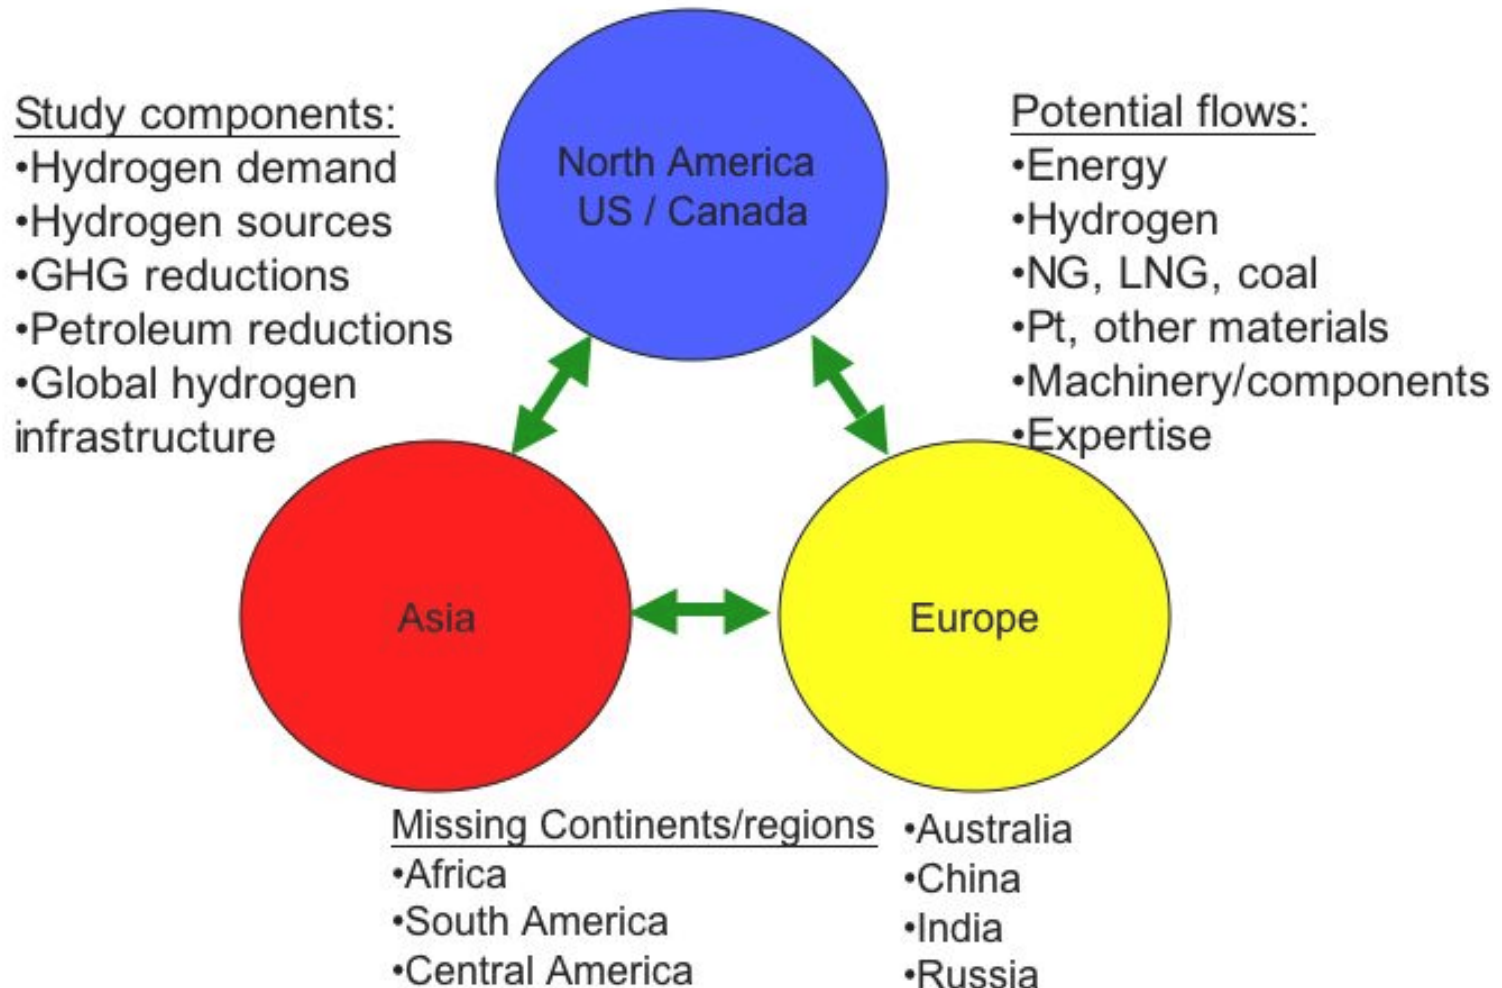 Study components:
•Hydrogen demand
•Hydrogen sources
•GHG reductions
•Petroleum reductions
•Global hydrogen
infrastructure
North America
US / Canada
Potential flows:
•Energy
•Hydrogen
•NG, LNG, coal
•Pt, other materials
•Machinery/components
•Expertise
Asia
Europe
Missing Continents/regions
•Africa
•South America
•Central America
•Australia
•China
•India
•Russia